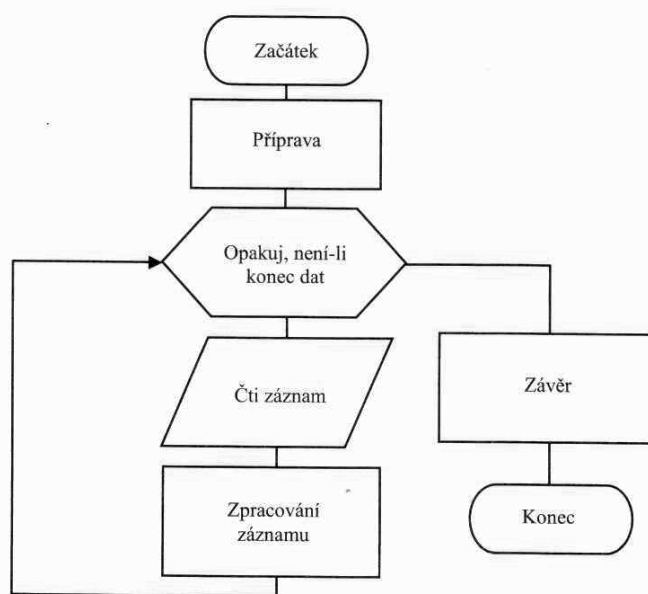 Začátek
Příprava
Opakuj, není-li
konec dat
Čti záznam
Zpracování
záznamu
Závěr
Konec